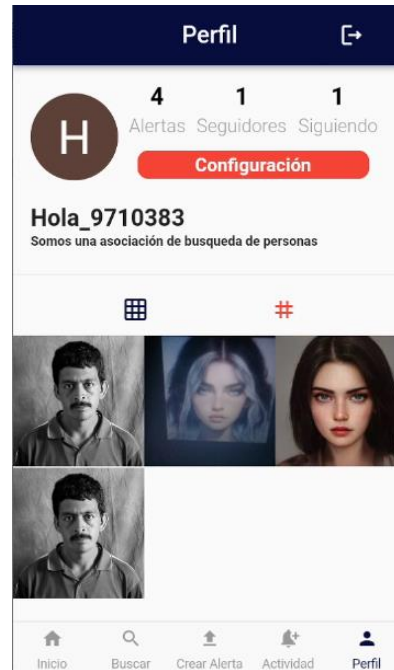 Perfil
4 1 1
Alertas Seguidores Siguiendo
H
Configuración
Hola_9710383
Somos una asociación de busqueda de personas
Inicio Buscar Crear Alerta Actividad Perfil